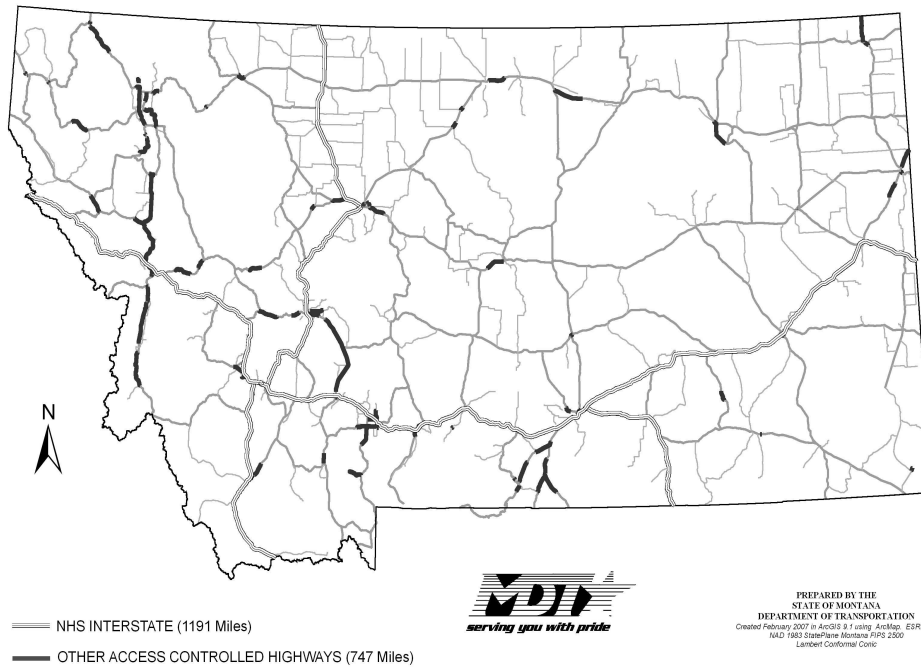 N
MDT
serving you with pride
NHS INTERSTATE (1191 Miles)
OTHER ACCESS CONTROLLED HIGHWAYS (747 Miles)
PREPARED BY THE
STATE OF MONTANA
DEPARTMENT OF TRANSPORTATION
Created February 2007 in ArcGIS 9.1 using ArcMap. ESR
NAD 1983 StatePlane Montana FIPS 2500
Lambert Conformal Conic